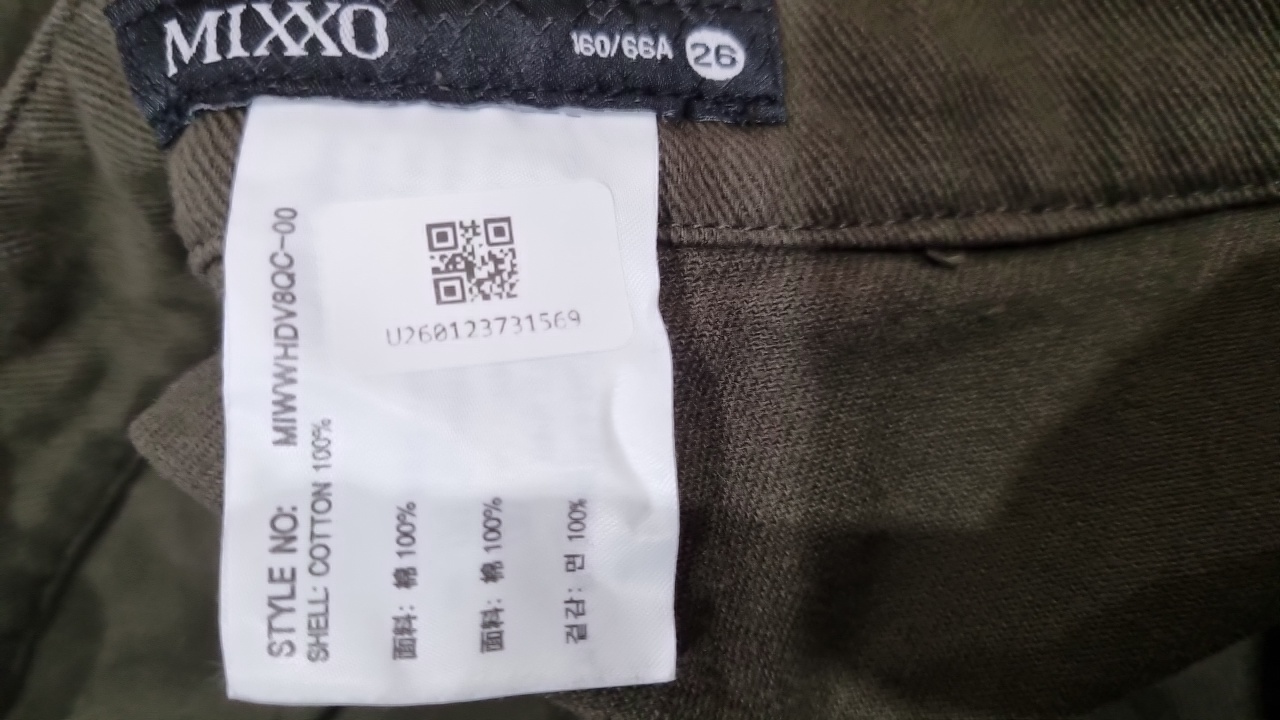 MIXXO
160/66A 26
U260123731569
STYLE NO: MIWWHDV8QC-00
SHELL: COTTON 100%
面料: 棉 100%
面料: 棉 100%
겉감: 면 100%